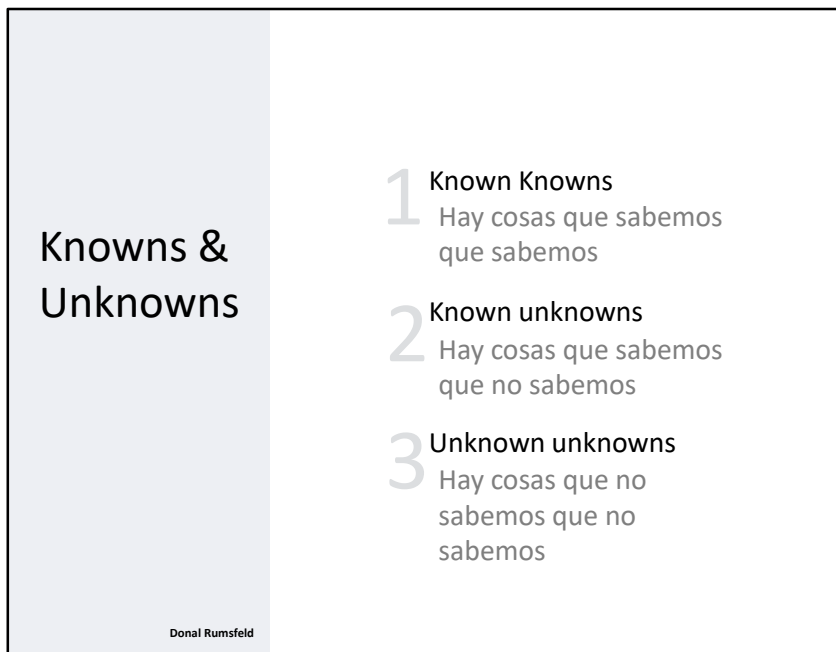 Knowns &
Unknowns
Donal Rumsfeld
1
Known Knowns
Hay cosas que sabemos
que sabemos
2
Known unknowns
Hay cosas que sabemos
que no sabemos
3
Unknown unknowns
Hay cosas que no
sabemos que no
sabemos